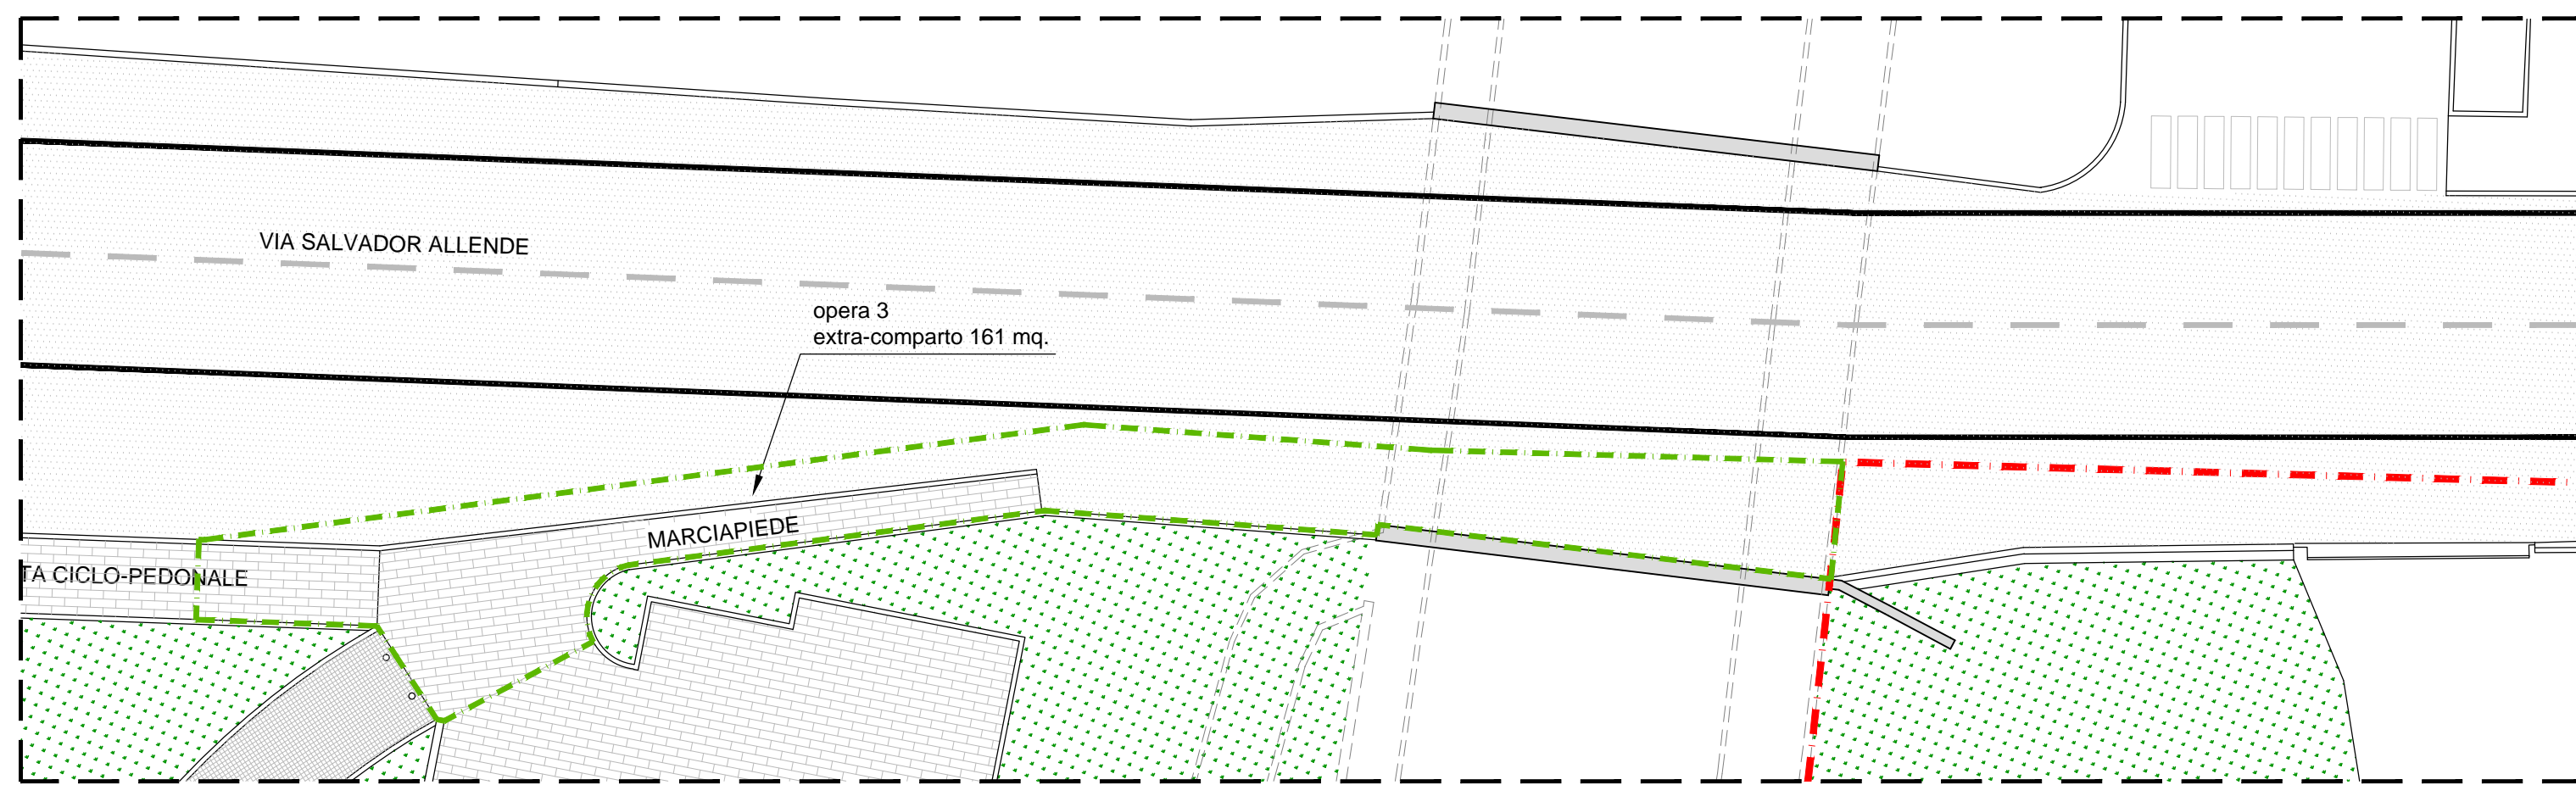 VIA SALVADOR ALLENDE
opera 3
extra-comparto 161 mq.
MARCIAPIEDE
TA CICLO-PEDONALE